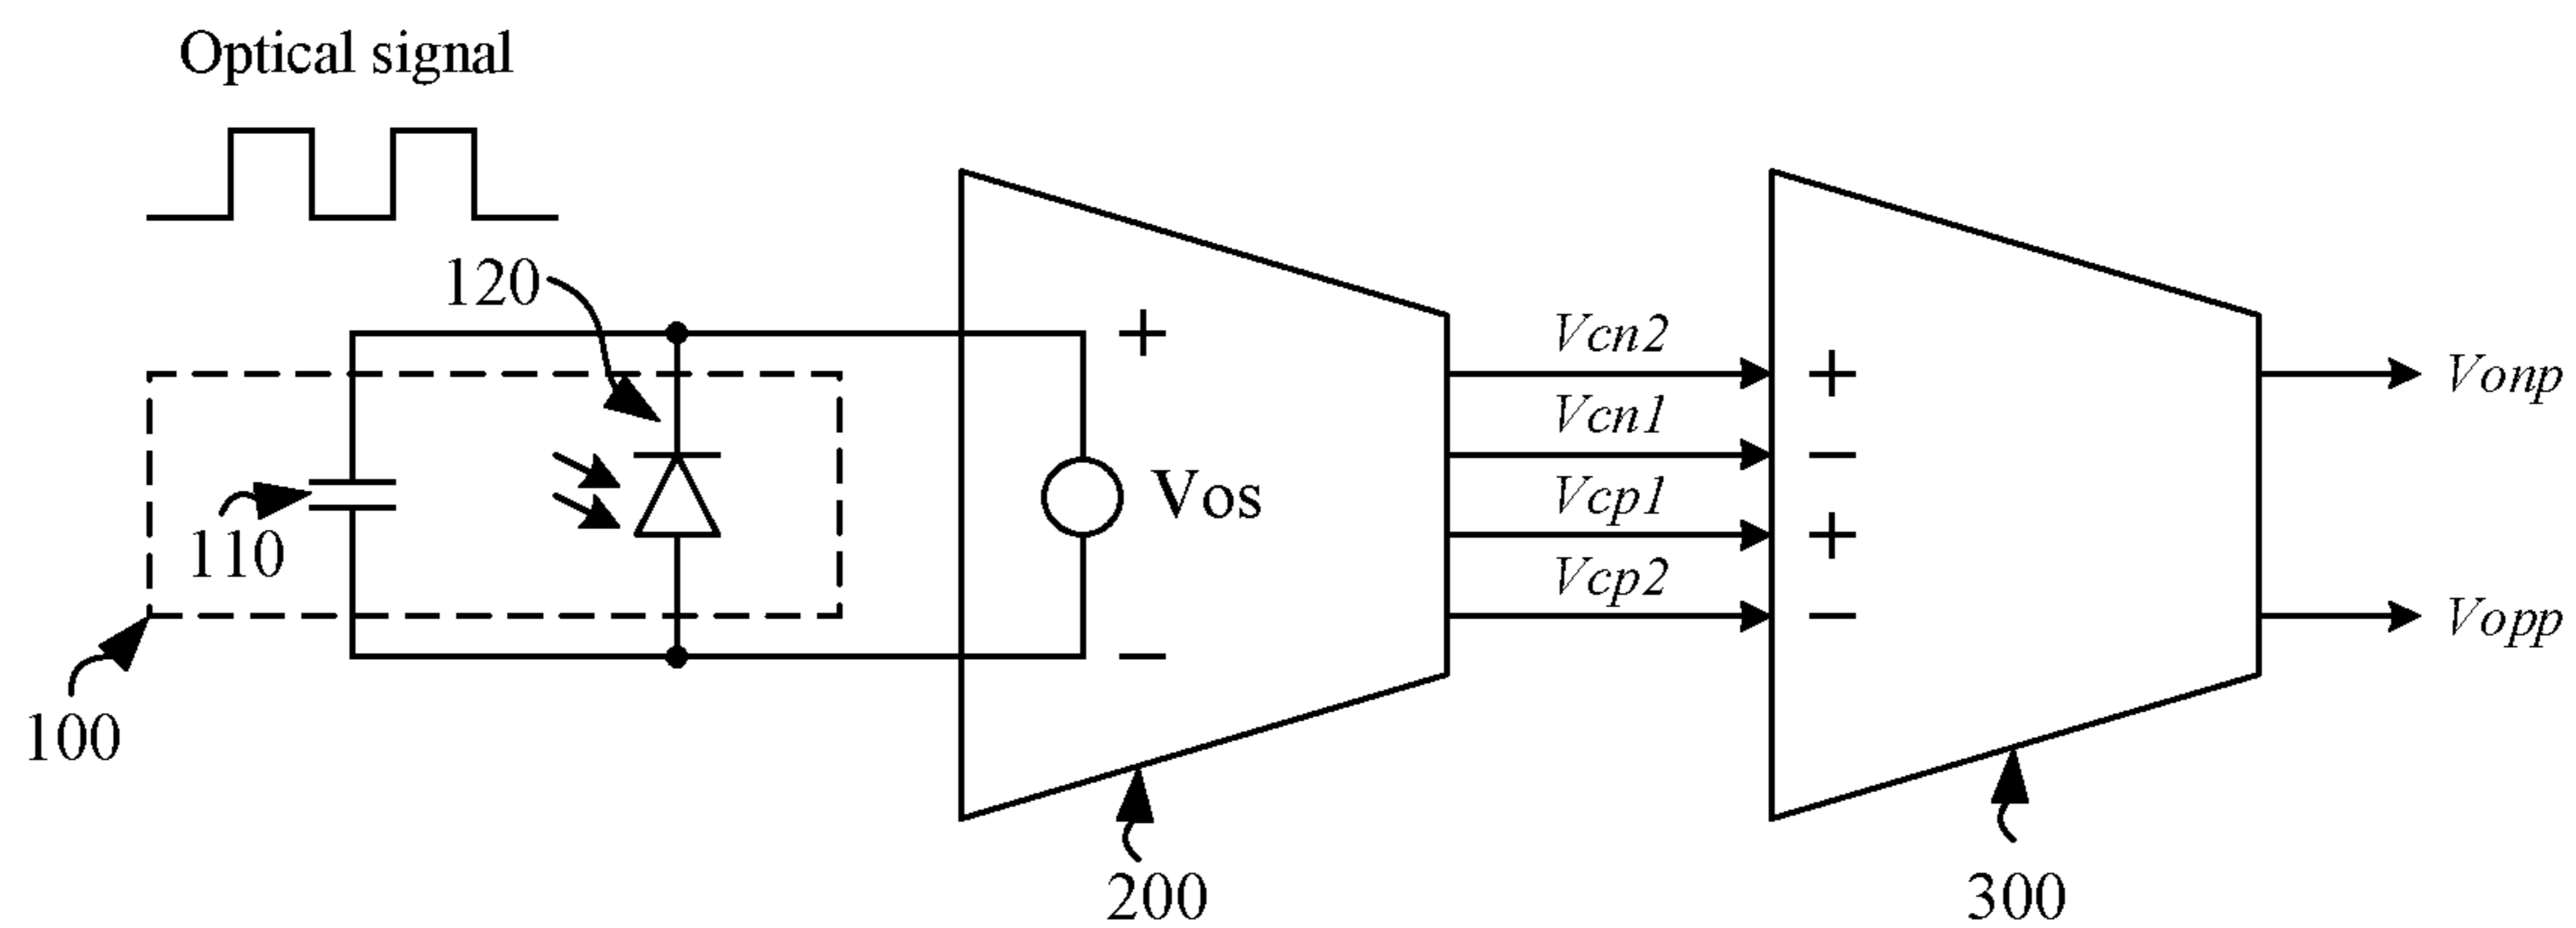 Optical signal
120
+
Vcn2
+
Vonp
Vcn1
−
110
Vos
Vcp1
+
Vcp2
−
Vopp
−
100
200
300